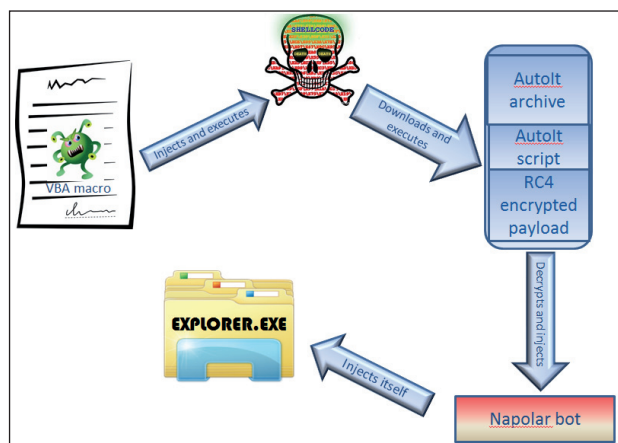 SHELLCODE
VBA macro
Injects and executes
Downloads and
executes
AutoIt
archive
AutoIt
script
RC4
encrypted
payload
Decrypts and injects
Napolar bot
Injects itself
EXPLORER.EXE